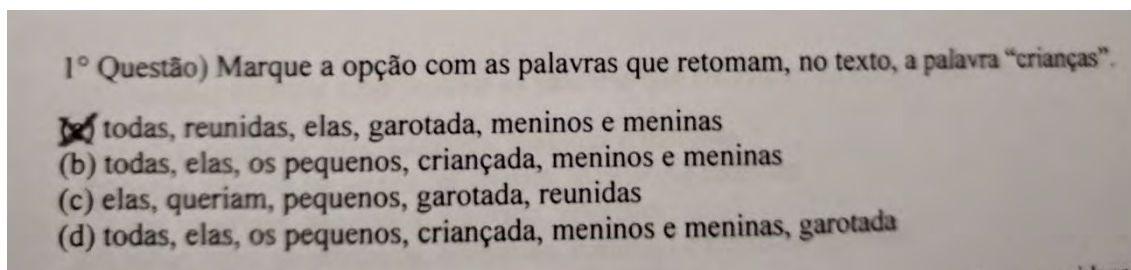 1° Questão) Marque a opção com as palavras que retomam, no texto, a palavra “crianças”.
(a) todas, reunidas, elas, garotada, meninos e meninas
(b) todas, elas, os pequenos, criançada, meninos e meninas
(c) elas, queriam, pequenos, garotada, reunidas
(d) todas, elas, os pequenos, criançada, meninos e meninas, garotada